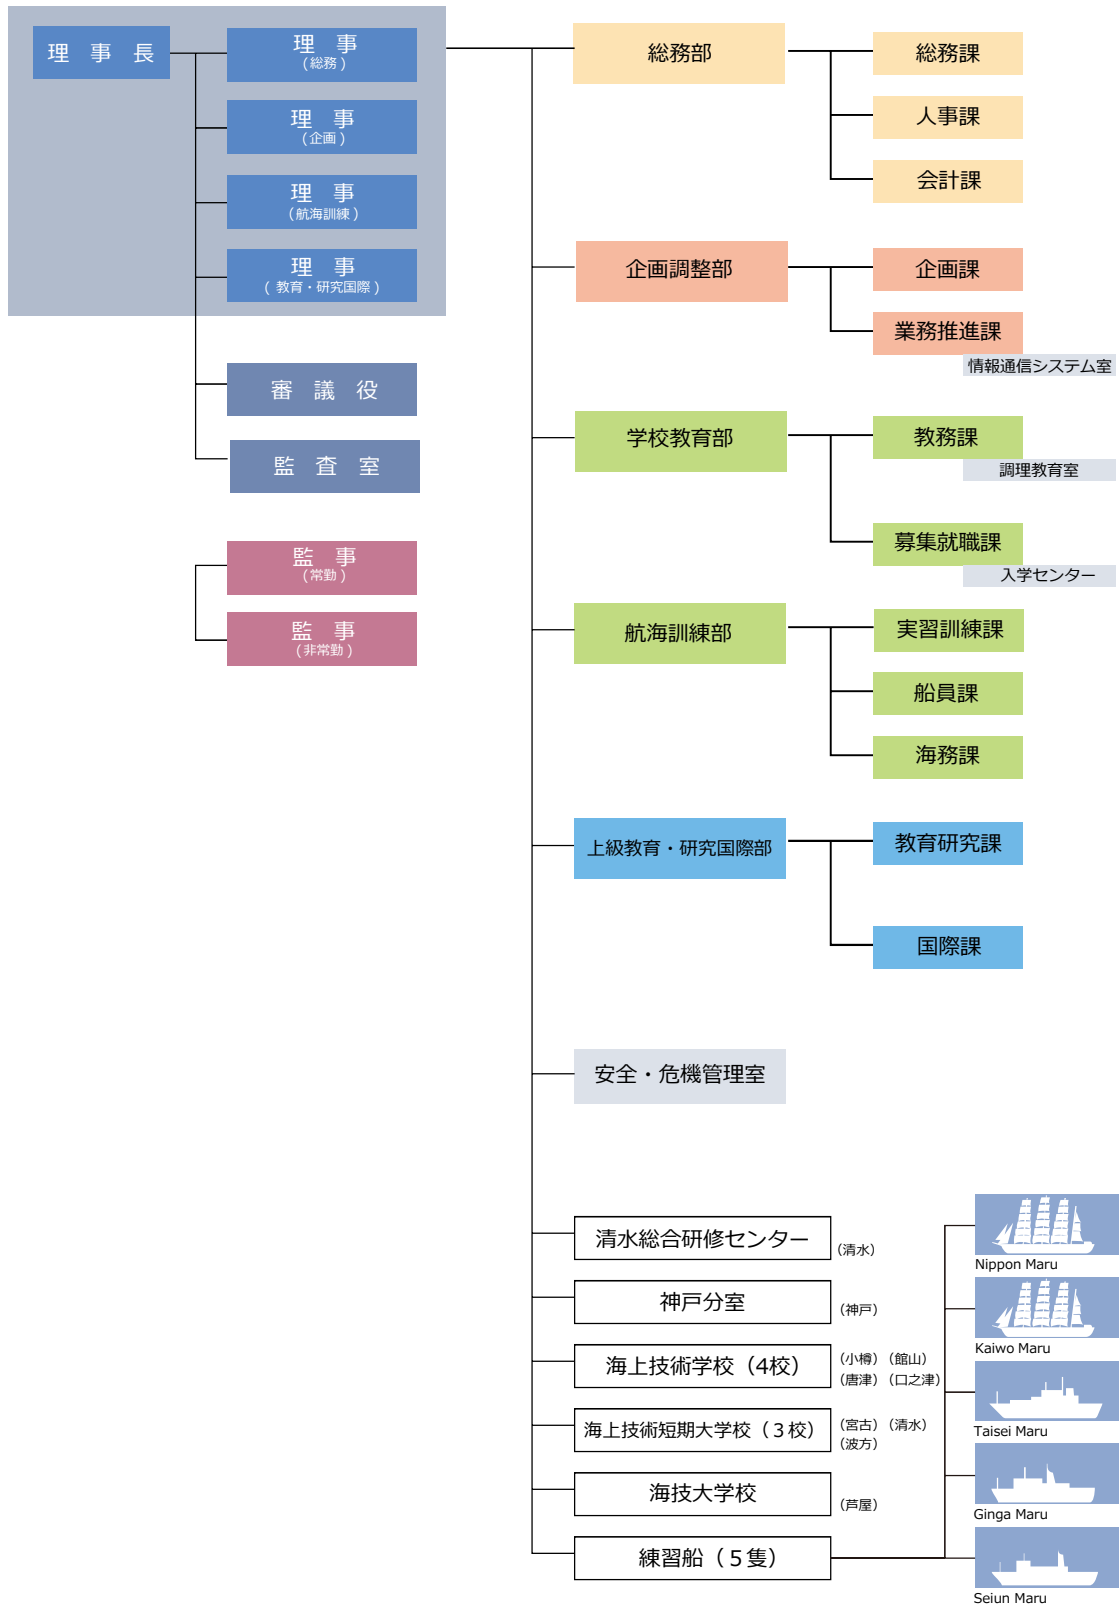 理 事 長
理 事
（総務）
理 事
（企画）
理 事
（航海訓練）
理 事
（ 教育・研究国際 ）
審 議 役
監 査 室
監 事
（常勤）
監 事
（非常勤）
総務部
総務課
人事課
会計課
企画調整部
企画課
業務推進課
情報通信システム室
学校教育部
教務課
調理教育室
募集就職課
入学センター
航海訓練部
実習訓練課
船員課
海務課
上級教育・研究国際部
教育研究課
国際課
安全・危機管理室
清水総合研修センター
（清水）
神戸分室
（神戸）
海上技術学校（4校）
（小樽）（館山）
（唐津）（口之津）
海上技術短期大学校（３校）
（宮古）（清水）
（波方）
海技大学校
（芦屋）
練習船（５隻）
Nippon Maru
Kaiwo Maru
Taisei Maru
Ginga Maru
Seiun Maru